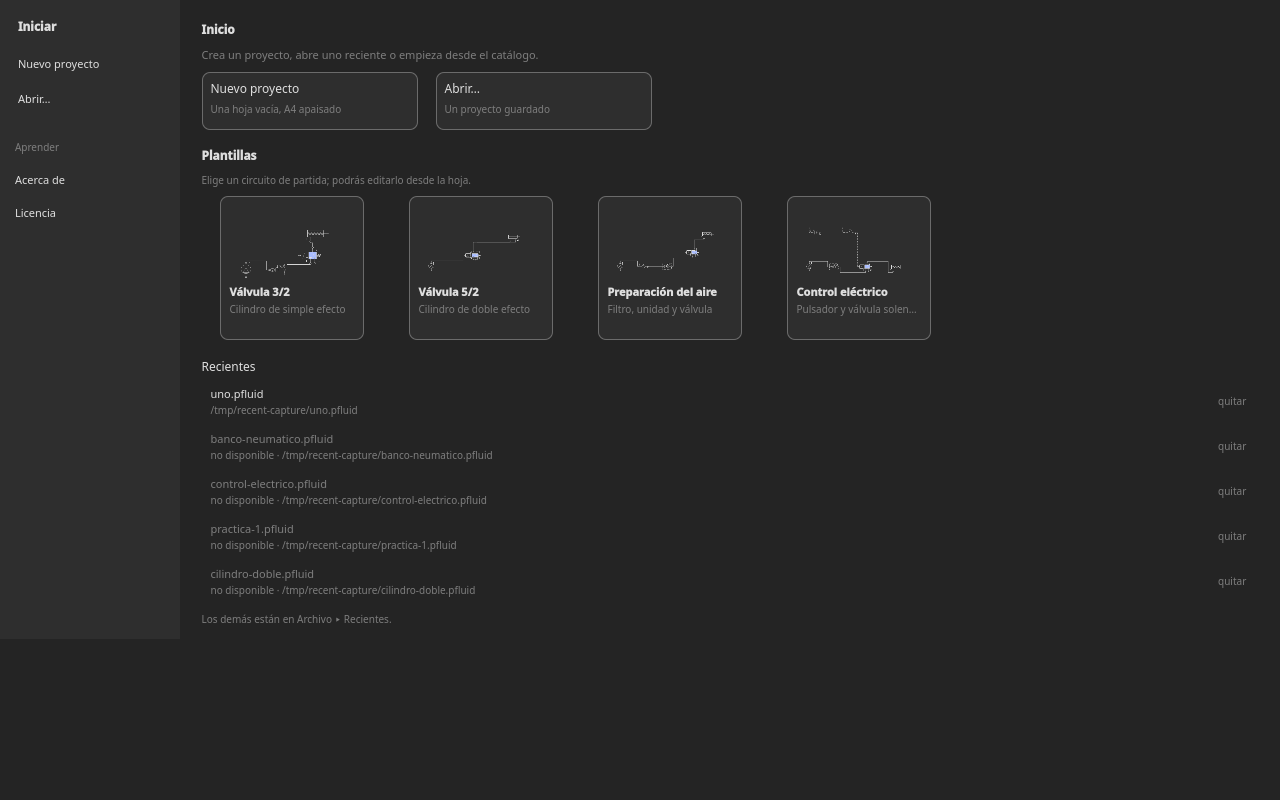 Iniciar
Nuevo proyecto
Abrir...
Aprender
Acerca de
Licencia
Inicio
Crea un proyecto, abre uno reciente o empieza desde el catálogo.
Nuevo proyecto
Una hoja vacía, A4 apaisado
Abrir...
Un proyecto guardado
Plantillas
Elige un circuito de partida; podrás editarlo desde la hoja.
Válvula 3/2
Cilindro de simple efecto
Válvula 5/2
Cilindro de doble efecto
Preparación del aire
Filtro, unidad y válvula
Control eléctrico
Pulsador y válvula solen...
Recientes
uno.pfluid
/tmp/recent-capture/uno.pfluid
quitar
banco-neumatico.pfluid
no disponible · /tmp/recent-capture/banco-neumatico.pfluid
quitar
control-electrico.pfluid
no disponible · /tmp/recent-capture/control-electrico.pfluid
quitar
practica-1.pfluid
no disponible · /tmp/recent-capture/practica-1.pfluid
quitar
cilindro-doble.pfluid
no disponible · /tmp/recent-capture/cilindro-doble.pfluid
quitar
Los demás están en Archivo ▸ Recientes.